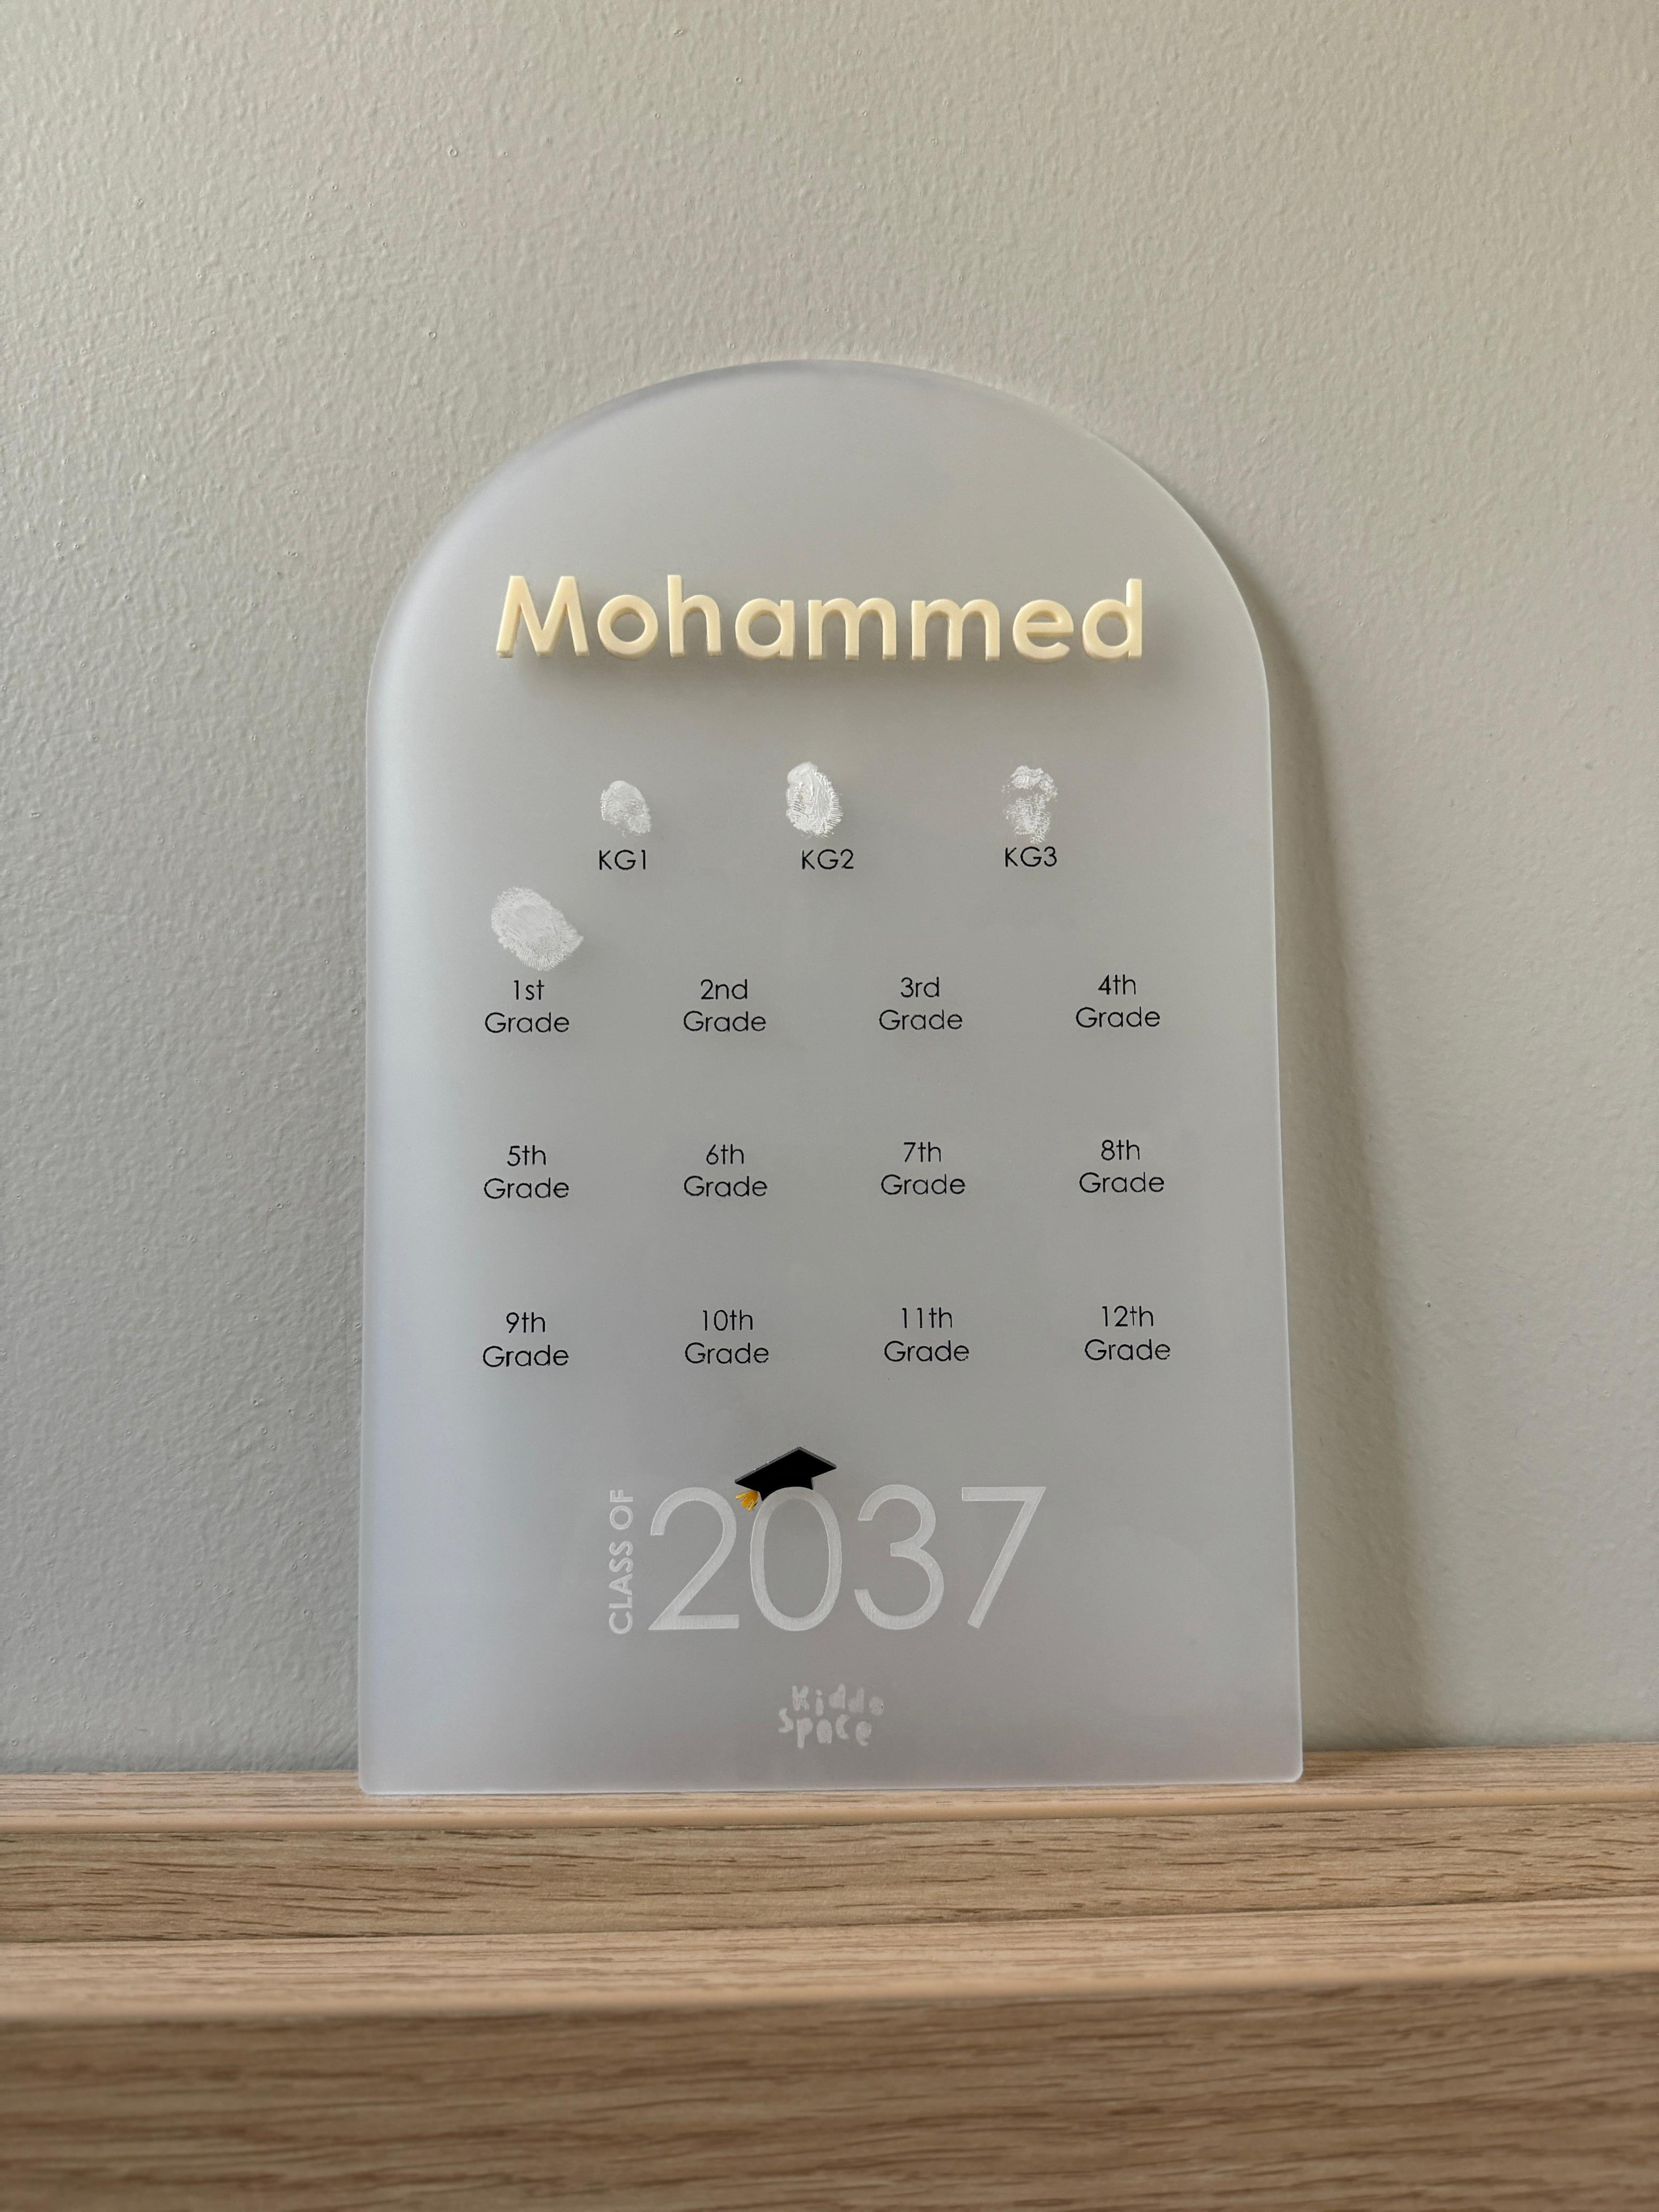 Mohammed
KG1 KG2 KG3
1st Grade 2nd Grade 3rd Grade 4th Grade
5th Grade 6th Grade 7th Grade 8th Grade
9th Grade 10th Grade 11th Grade 12th Grade
CLASS OF 2037
Kiddo
Space